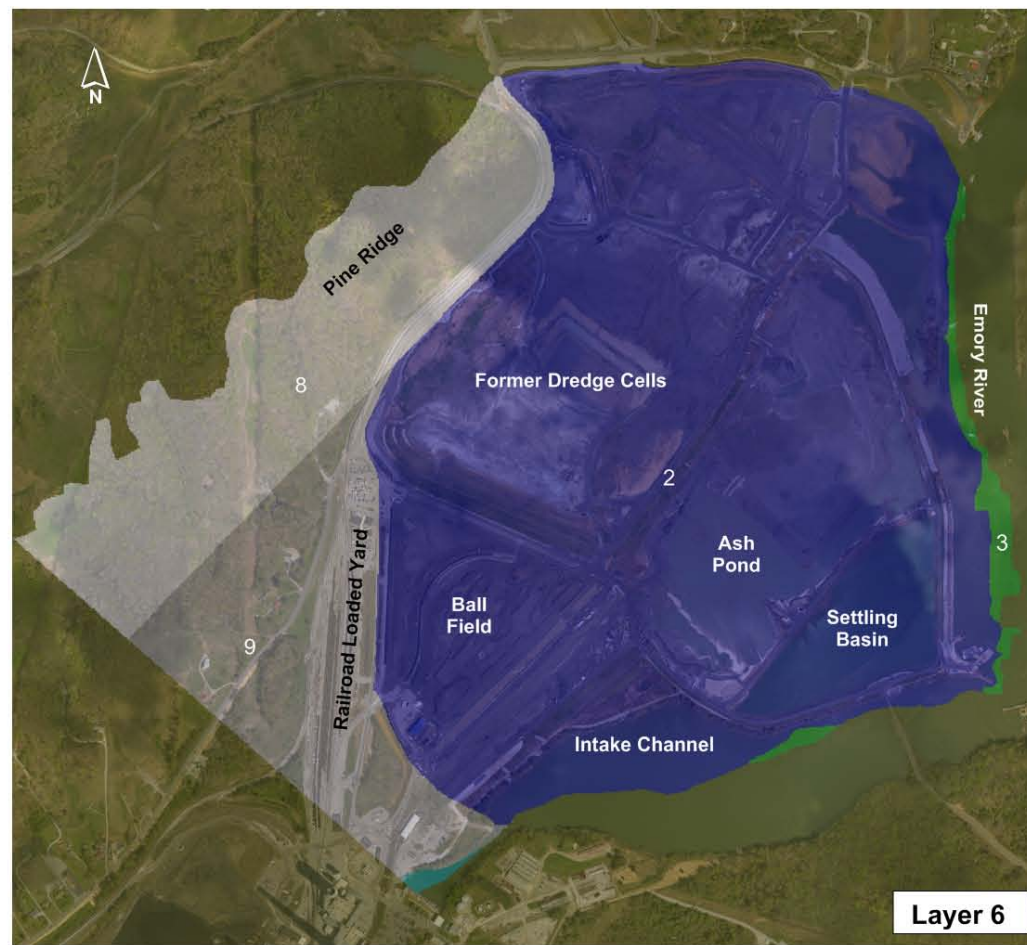 N
Pine Ridge
8
Former Dredge Cells
Emory River
2
3
Ash
Pond
Ball
Field
Settling
Basin
9
Railroad Loaded Yard
Intake Channel
Layer 6